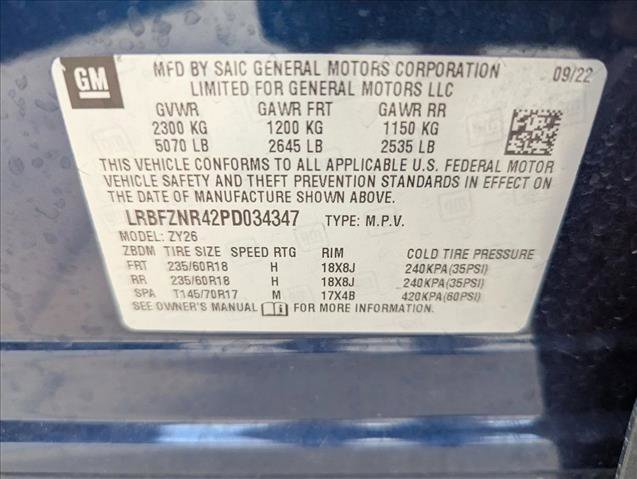 GM
MFD BY SAIC GENERAL MOTORS CORPORATION 09/22
LIMITED FOR GENERAL MOTORS LLC
GVWR GAWR FRT GAWR RR
2300 KG 1200 KG 1150 KG
5070 LB 2645 LB 2535 LB
THIS VEHICLE CONFORMS TO ALL APPLICABLE U.S. FEDERAL MOTOR
VEHICLE SAFETY AND THEFT PREVENTION STANDARDS IN EFFECT ON
THE DATE OF MANUFACTURE SHOWN ABOVE.
LRBFZNR42PD034347 TYPE: M.P.V.
MODEL: ZY26
ZBDM TIRE SIZE SPEED RTG RIM COLD TIRE PRESSURE
FRT 235/60R18 H 18X8J 240KPA(35PSI)
RR 235/60R18 H 18X8J 240KPA(35PSI)
SPA T145/70R17 M 17X4B 420KPA(60PSI)
SEE OWNER'S MANUAL FOR MORE INFORMATION